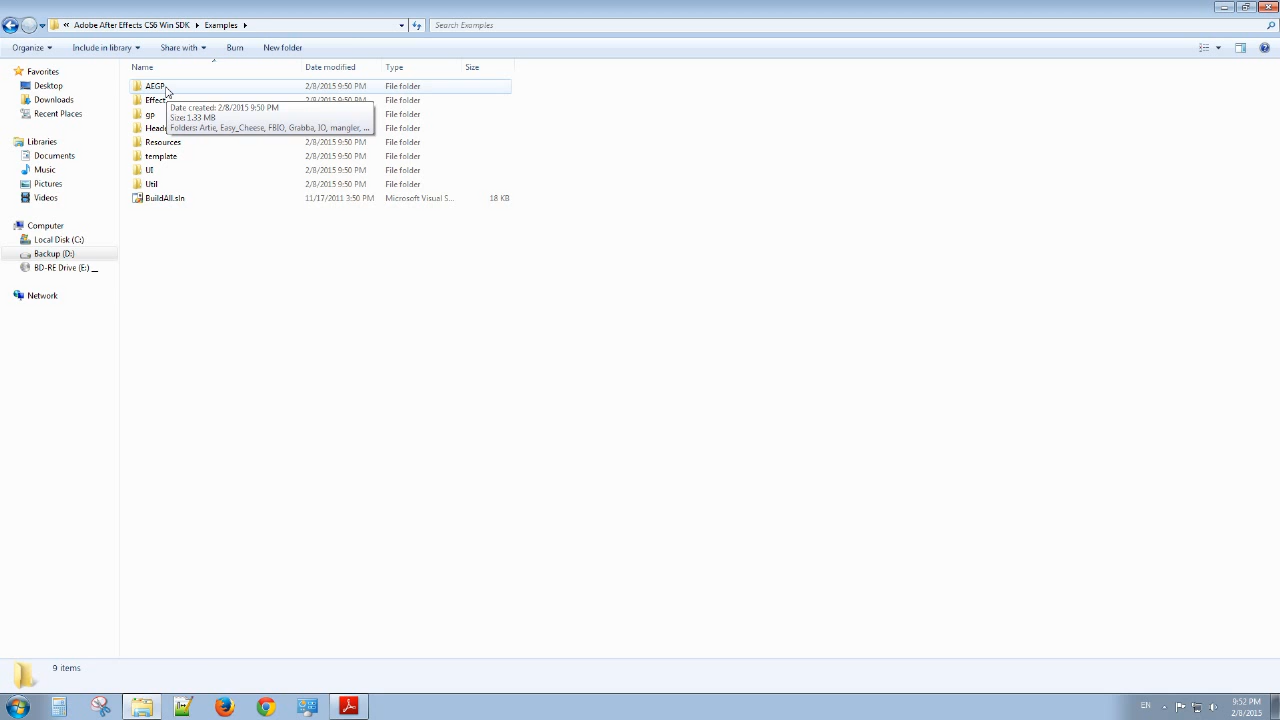 « Adobe After Effects CS6 Win SDK Examples
Search Examples
Organize Include in library Share with Burn New folder
Name Date modified Type Size
Favorites
Desktop
Downloads
Recent Places
Libraries
Documents
Music
Pictures
Videos
Computer
Local Disk (C:)
Backup (D:)
BD-RE Drive (E:) __
Network
AEGP 2/8/2015 9:50 PM File folder
Effect 2/8/2015 9:50 PM File folder
gp 2/8/2015 9:50 PM File folder
Head 2/8/2015 9:50 PM File folder
Resources 2/8/2015 9:50 PM File folder
template 2/8/2015 9:50 PM File folder
UI 2/8/2015 9:50 PM File folder
Util 2/8/2015 9:50 PM File folder
BuildAll.sln 11/17/2011 3:50 PM Microsoft Visual S... 18 KB
Date created: 2/8/2015 9:50 PM
Size: 1.33 MB
Folders: Artie, Easy_Cheese, FBIO, Grabba, IO, mangler, ...
9 items
EN
9:52 PM
2/8/2015